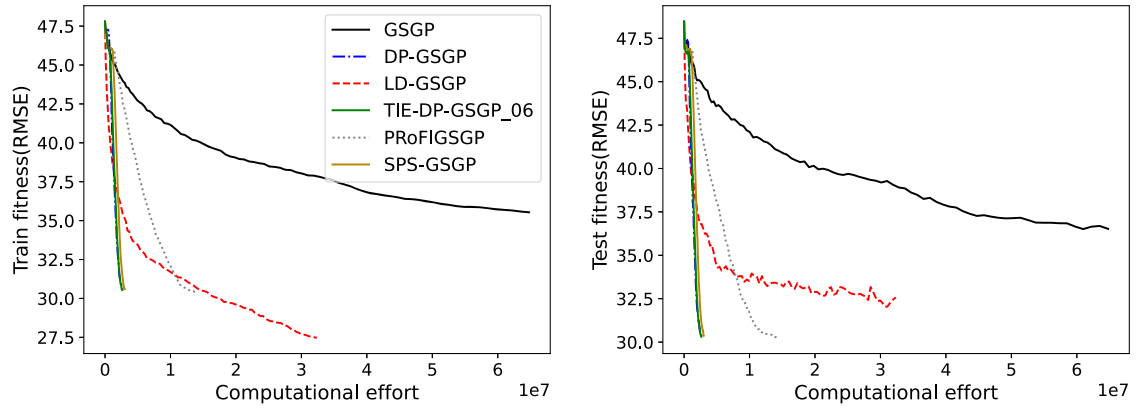 47.5
45.0
42.5
40.0
37.5
35.0
32.5
30.0
27.5
Train fitness(RMSE)
GSGP
DP-GSGP
LD-GSGP
TIE-DP-GSGP_06
PRoFIGSGP
SPS-GSGP
0 1 2 3 4 5 6
1e7
Computational effort
47.5
45.0
42.5
40.0
37.5
35.0
32.5
30.0
Test fitness(RMSE)
0 1 2 3 4 5 6
1e7
Computational effort